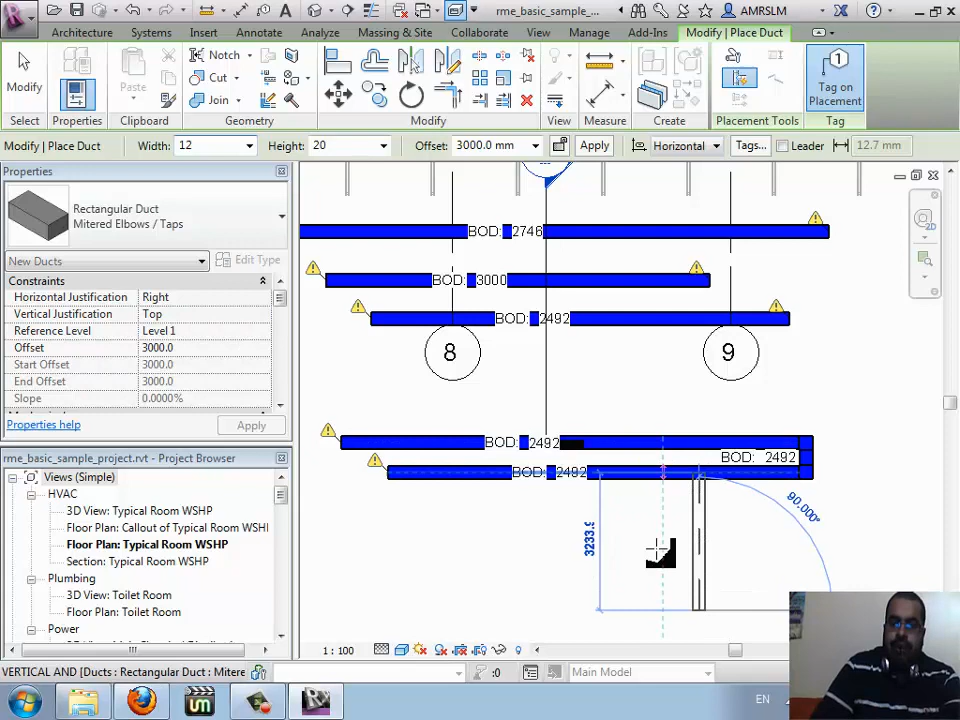 rme_basic_sample_...
AMRSLM
Architecture Systems Insert Annotate Analyze Massing & Site Collaborate View Manage Add-Ins Modify | Place Duct
Modify
Paste
Notch
Cut
Join
1
Tag on
Placement
Select Properties Clipboard Geometry Modify View Measure Create Placement Tools Tag
Modify | Place Duct Width: 12 Height: 20 Offset: 3000.0 mm Apply Horizontal Tags... Leader 12.7 mm
Properties
Rectangular Duct
Mitered Elbows / Taps
New Ducts Edit Type
Constraints
Horizontal Justification Right
Vertical Justification Top
Reference Level Level 1
Offset 3000.0
Start Offset 3000.0
End Offset 3000.0
Slope 0.0000%
Properties help Apply
rme_basic_sample_project.rvt - Project Browser
Views (Simple)
HVAC
3D View: Typical Room WSHP
Floor Plan: Callout of Typical Room WSHI
Floor Plan: Typical Room WSHP
Section: Typical Room WSHP
Plumbing
3D View: Toilet Room
Floor Plan: Toilet Room
Power
2D
BOD: 2746
BOD: 3000
BOD: 2492
8
9
BOD: 2492
BOD: 2492
BOD: 2492
90.000°
3233.9
1 : 100
VERTICAL AND [Ducts : Rectangular Duct : Mitere :0 Main Model
EN